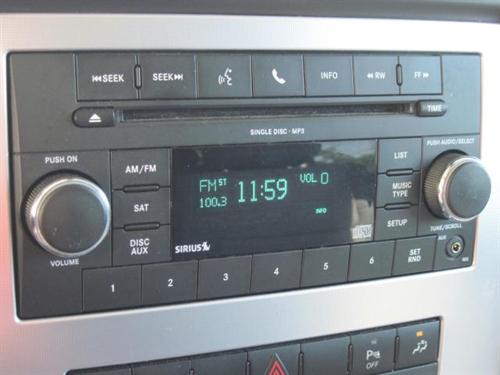 SEEK SEEK INFO RW FF
TIME
SINGLE DISC · MP3
PUSH ON PUSH AUDIO/SELECT
AM/FM LIST
FM ST 11:59 VOL 0
100.3
INFO
SAT MUSIC TYPE
DISC AUX SETUP
SIRIUS
VOLUME TUNE/SCROLL
AUX
1 2 3 4 5 6 SET RND
P OFF